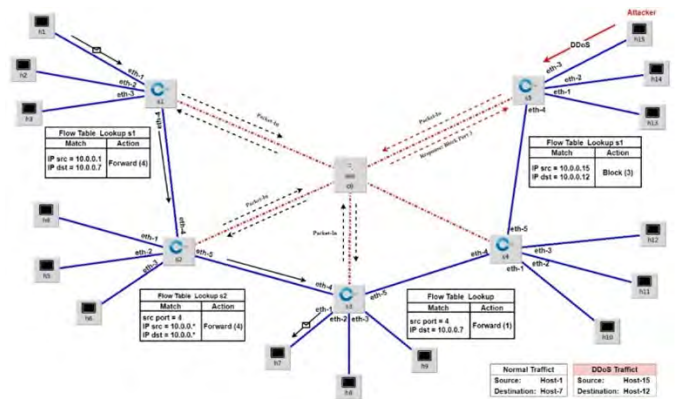 Attacker
DDoS
h1
h2
h3
eth-1
eth-2
eth-3
eth-4
s1
h15
h14
h13
eth-3
eth-2
eth-1
eth-4
s5
Packet-In
Packet-In
Response: Block Port 3
Flow Table Lookup s1
Match Action
IP src = 10.0.0.1
IP dst = 10.0.0.7
Forward (4)
Flow Table Lookup s1
Match Action
IP src = 10.0.0.15
IP dst = 10.0.0.12
Block (3)
c0
Packet-In
Packet-In
h4
h5
h6
eth-1
eth-2
eth-3
eth-4
eth-5
s2
eth-5
eth-4
eth-3
eth-2
eth-1
s4
h12
h11
h10
Flow Table Lookup s2
Match Action
src port = 4
IP src = 10.0.0.*
IP dst = 10.0.0.*
Forward (4)
eth-4
eth-1
eth-2
eth-3
eth-5
s3
h7
h8
h9
Flow Table Lookup
Match Action
src port = 4
IP dst = 10.0.0.7
Forward (1)
Normal Traffict
Source: Host-1
Destination: Host-7
DDoS Traffict
Source: Host-15
Destination: Host-12